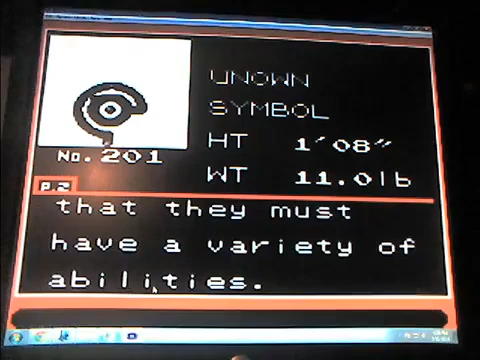 UNOWN
SYMBOL
HT 1'08"
No.201
WT 11.0lb
P.2
that they must
have a variety of
abilities.